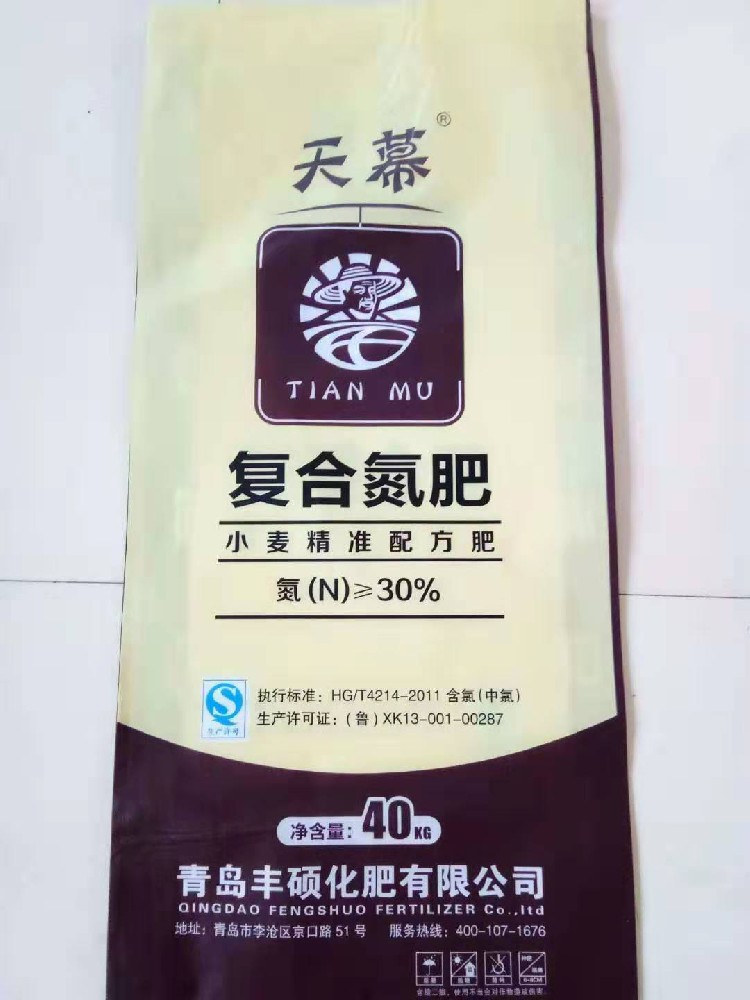 天幕®
TIAN MU
复合氮肥
小麦精准配方肥
氮(N)≥30%
生产许可
执行标准：HG/T4214-2011 含氯(中氯)
生产许可证：(鲁)XK13-001-00287
净含量：40KG
青岛丰硕化肥有限公司
QINGDAO FENGSHUO FERTILIZER Co.,ltd
地址：青岛市李沧区京口路51号 服务热线：400-107-1676